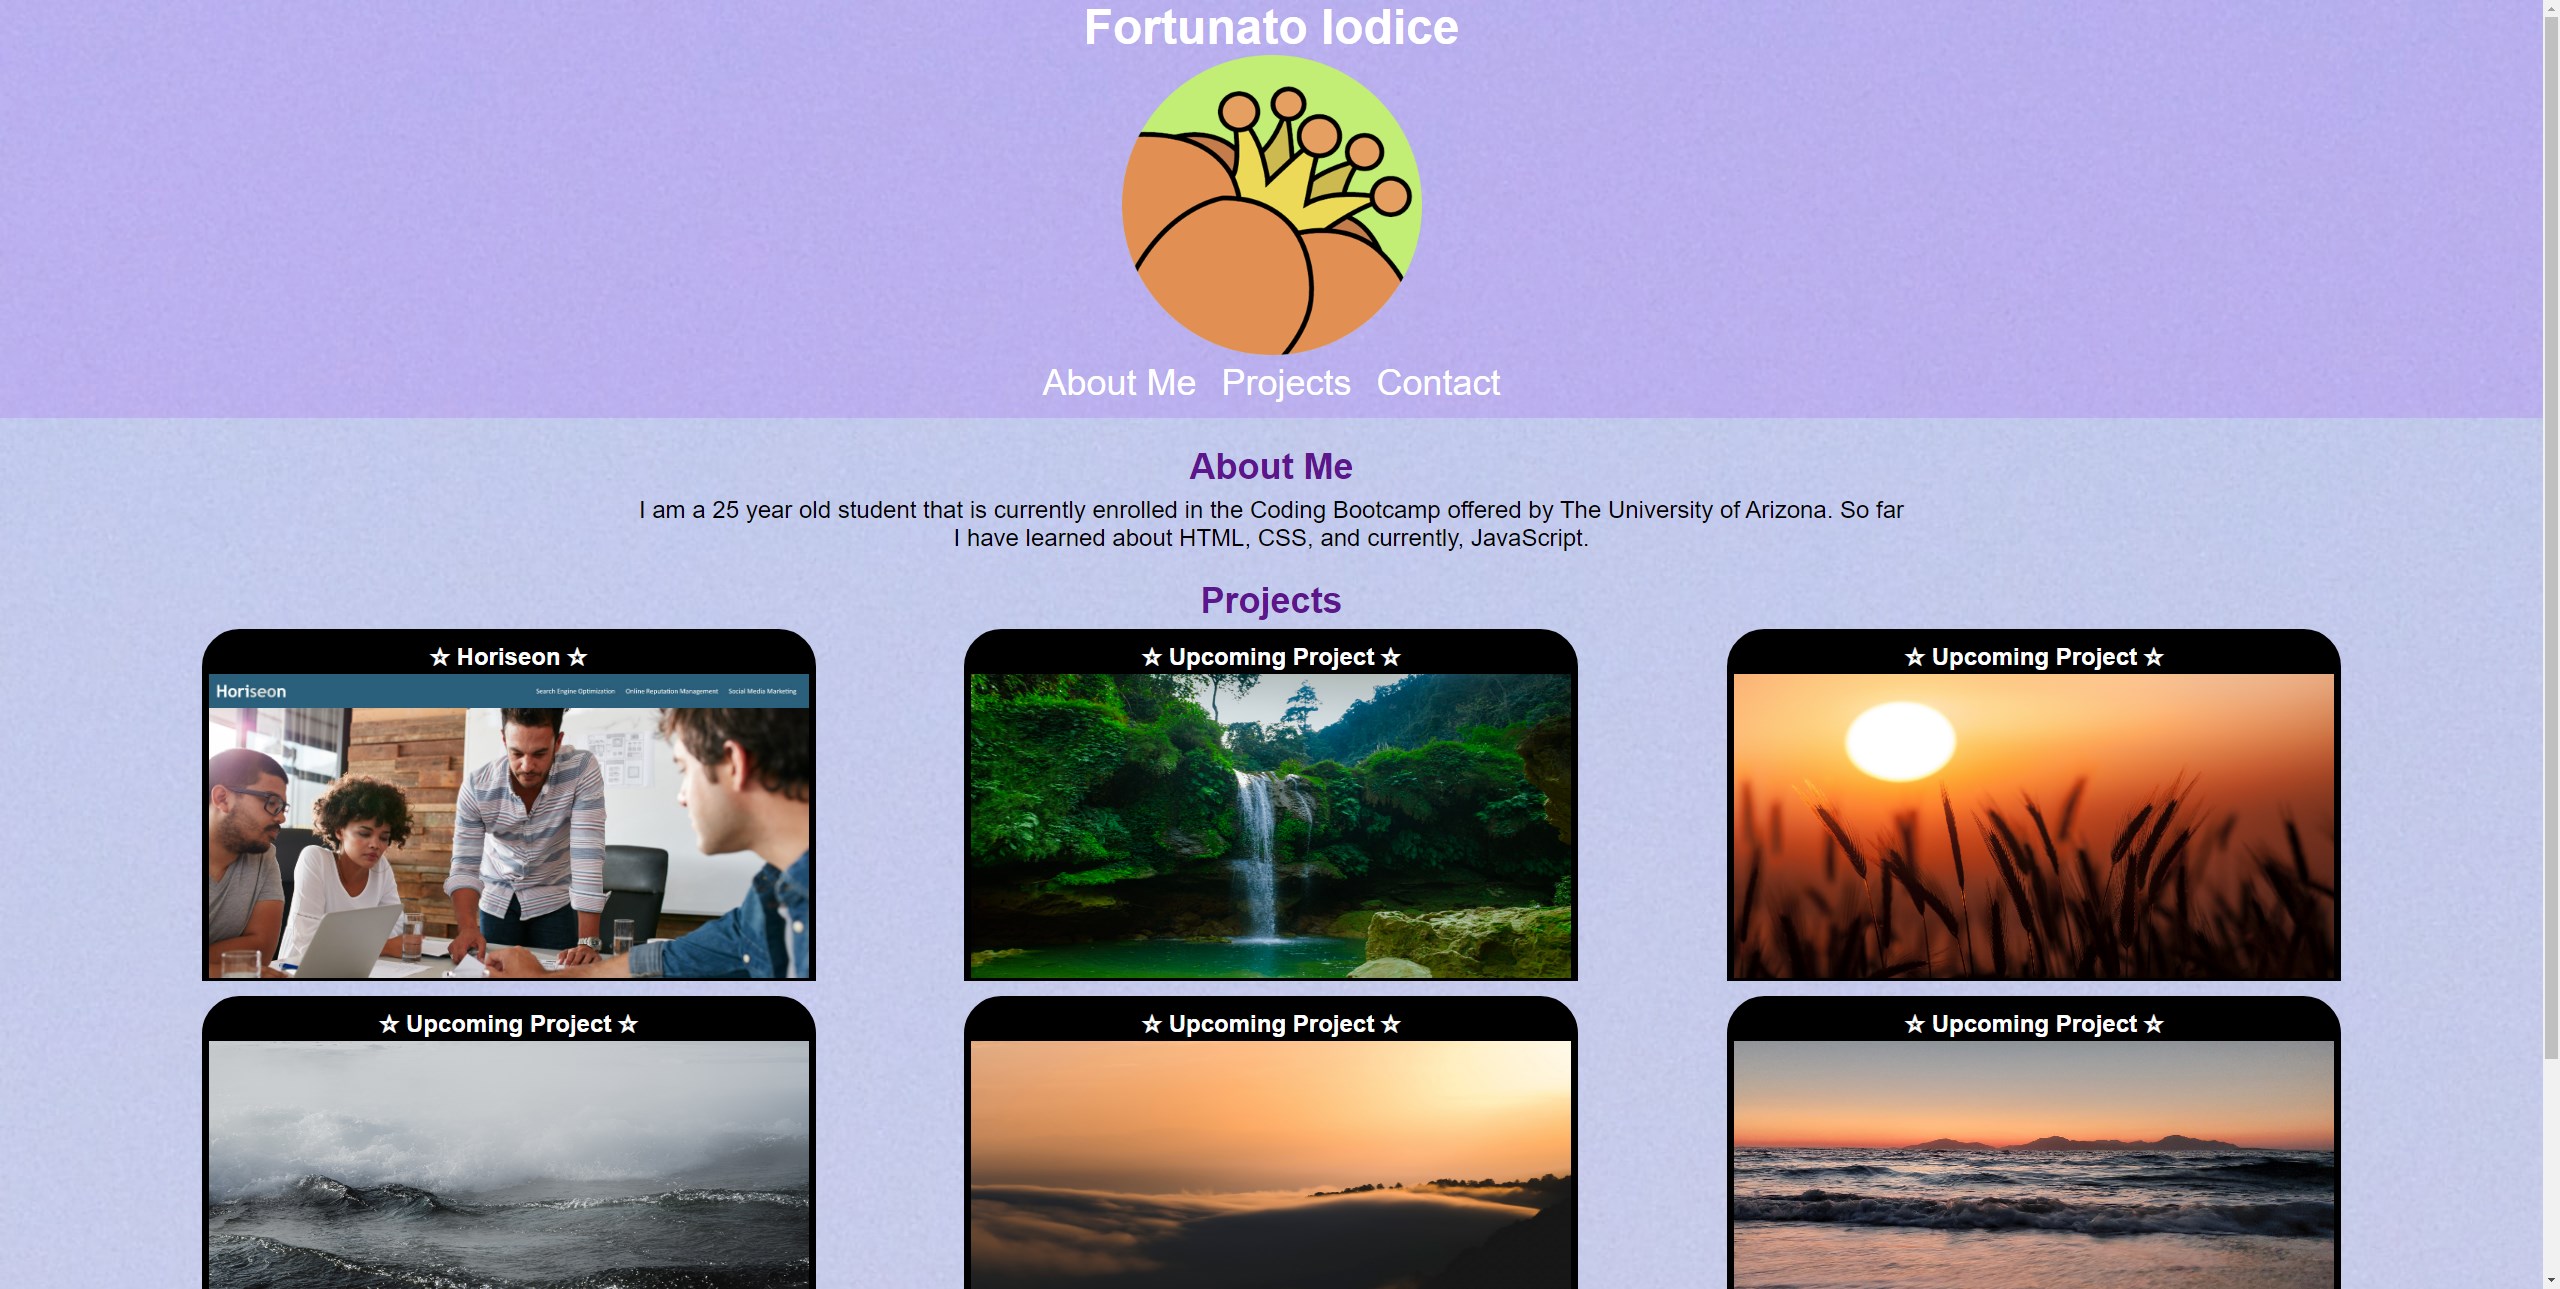 Fortunato Iodice
About Me Projects Contact
About Me
I am a 25 year old student that is currently enrolled in the Coding Bootcamp offered by The University of Arizona. So far
I have learned about HTML, CSS, and currently, JavaScript.
Projects
☆ Horiseon ☆
Horiseon Search Engine Optimization Online Reputation Management Social Media Marketing
☆ Upcoming Project ☆
☆ Upcoming Project ☆
☆ Upcoming Project ☆
☆ Upcoming Project ☆
☆ Upcoming Project ☆